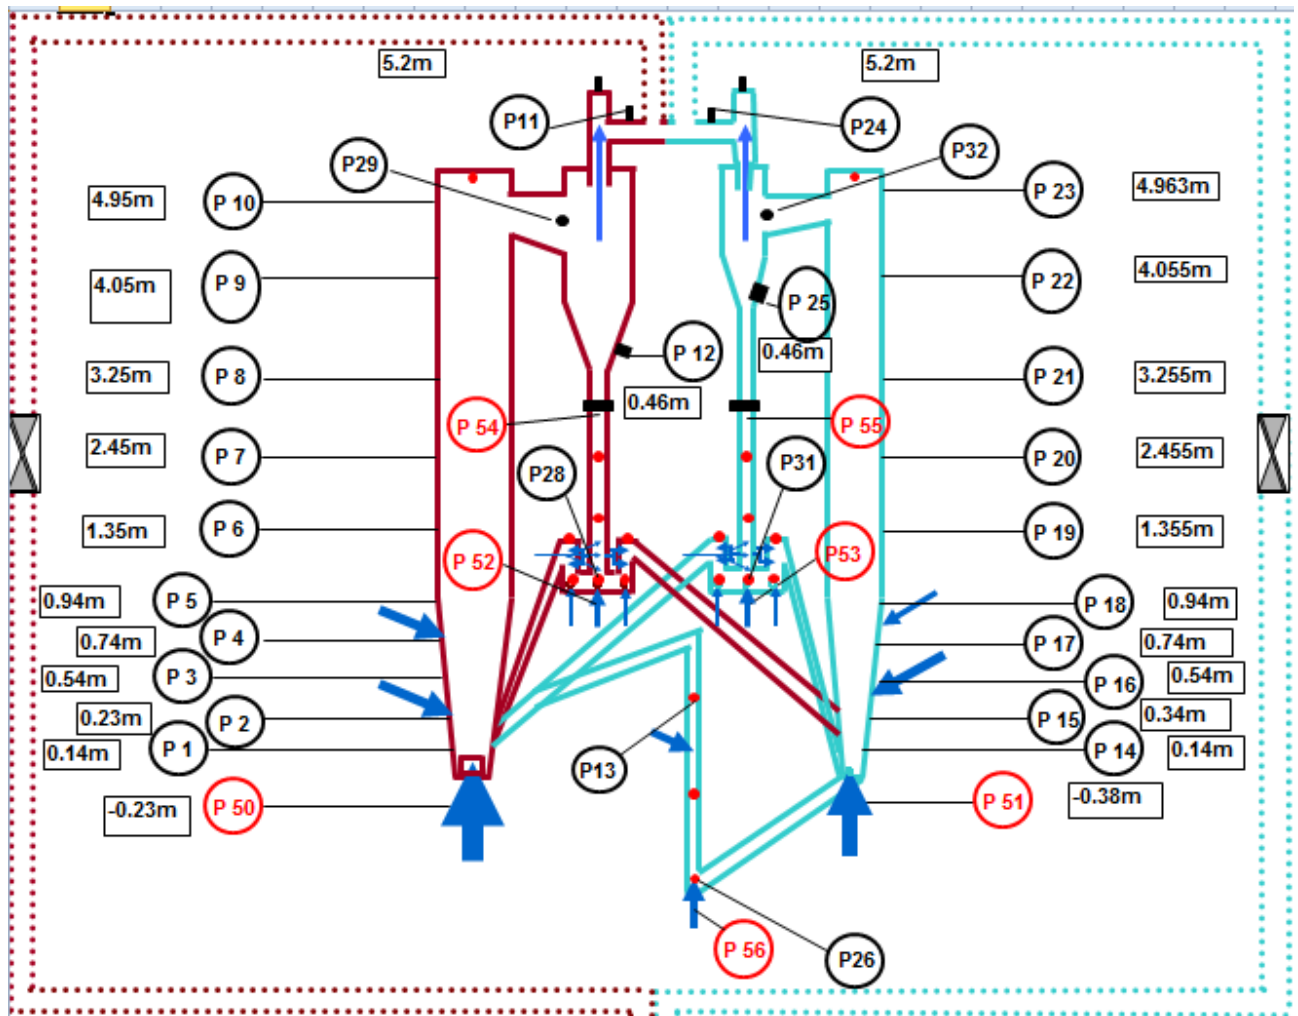 5.2m
5.2m
P11
P24
P29
P32
4.95m
P 10
P 23
4.963m
4.05m
P 9
P 22
4.055m
P 25
P 12
0.46m
3.25m
P 8
P 21
3.255m
0.46m
P 54
P 55
2.45m
P 7
P28
P31
P 20
2.455m
1.35m
P 6
P 19
1.355m
P 52
P53
0.94m
P 5
P 18
0.94m
0.74m
P 4
P 17
0.74m
0.54m
P 3
P 16
0.54m
0.23m
P 2
P 15
0.34m
0.14m
P 1
P13
P 14
0.14m
-0.23m
P 50
P 51
-0.38m
P 56
P26